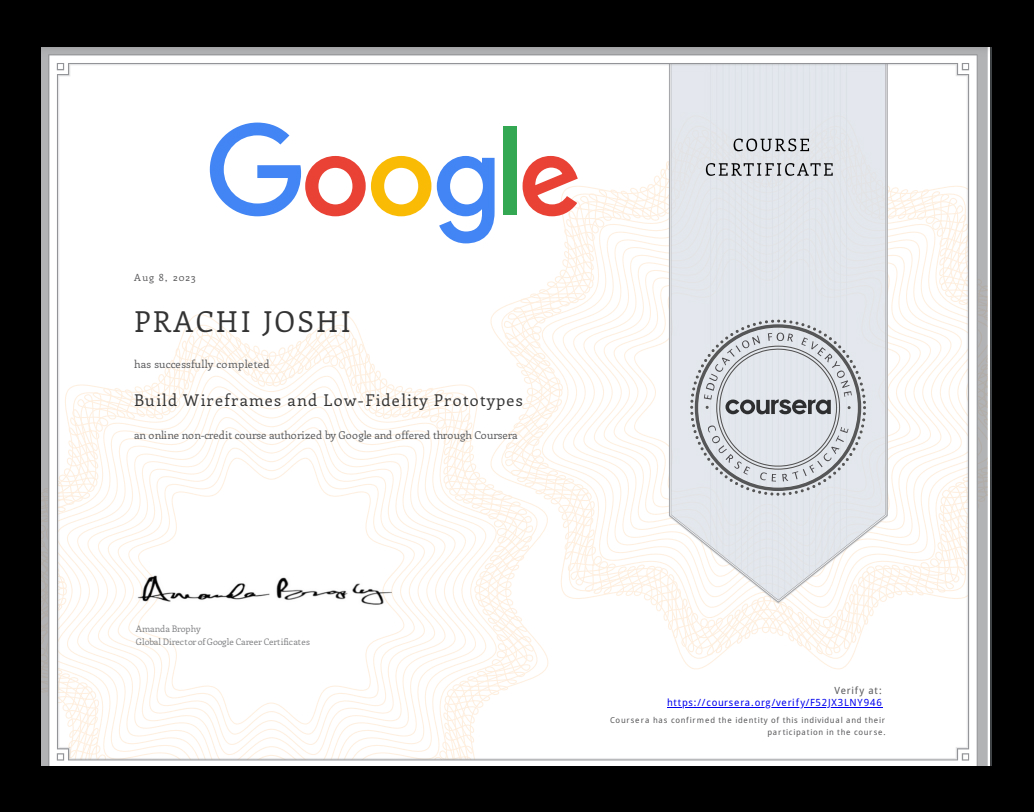 Google
COURSE
CERTIFICATE
Aug 8, 2023
PRACHI JOSHI
has successfully completed
Build Wireframes and Low-Fidelity Prototypes
an online non-credit course authorized by Google and offered through Coursera
EDUCATION FOR EVERYONE
coursera
COURSE CERTIFICATE
Amanda Brophy
Amanda Brophy
Global Director of Google Career Certificates
Verify at:
https://coursera.org/verify/F52JX3LNY946
Coursera has confirmed the identity of this individual and their
participation in the course.